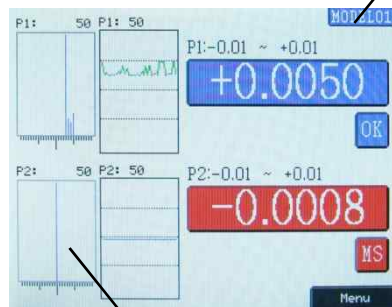 MODEL01
P1: 50 P1: 50
P1:-0.01 ~ +0.01
+0.0050
OK
P2: 50 P2: 50
P2:-0.01 ~ +0.01
-0.0008
MS
Menu